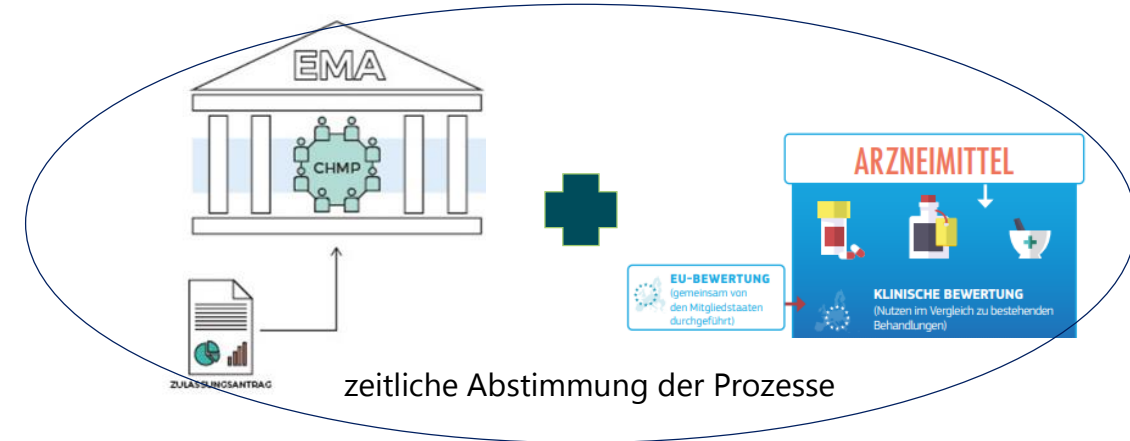 EMA
CHMP
ZULASSUNGSANTRAG
ARZNEIMITTEL
EU-BEWERTUNG
(gemeinsam von
den Mitgliedstaaten
durchgeführt)
KLINISCHE BEWERTUNG
(Nutzen im Vergleich zu bestehenden
Behandlungen)
zeitliche Abstimmung der Prozesse